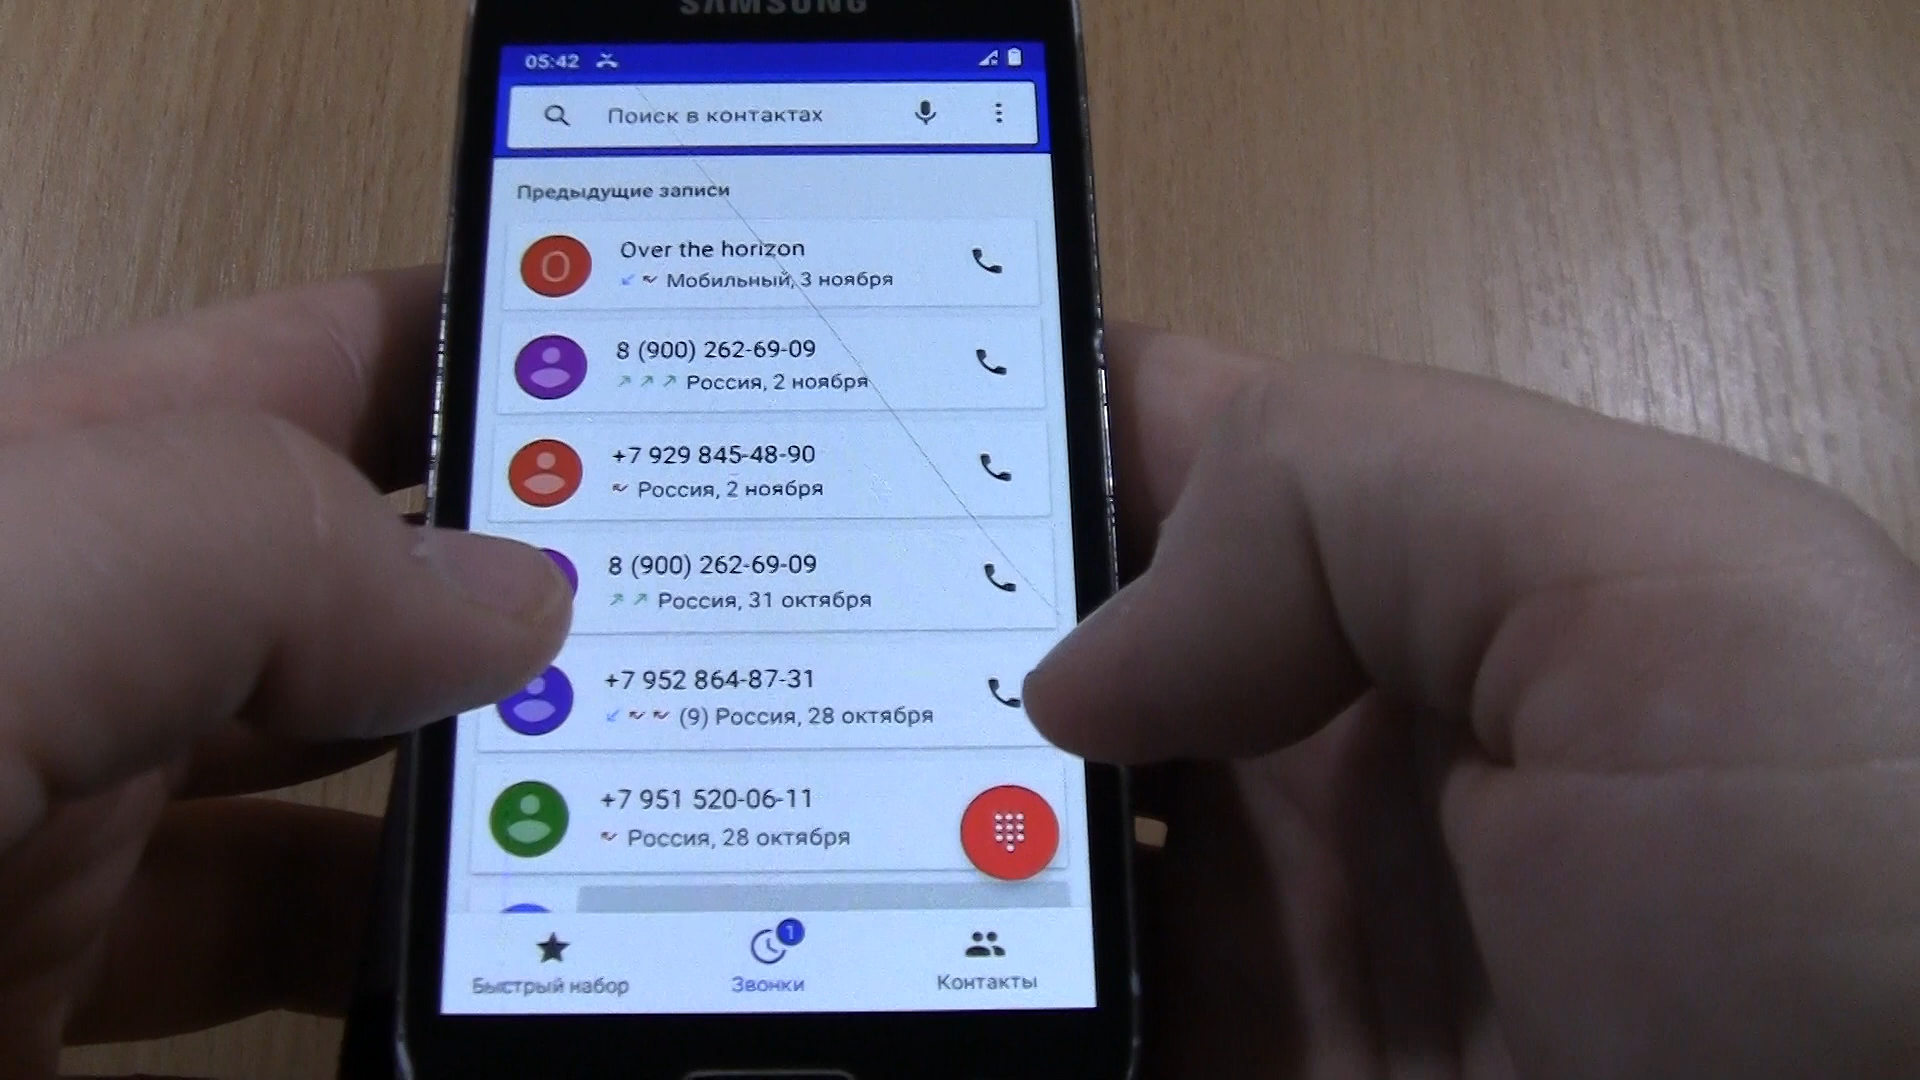 SAMSUNG
05:42
Поиск в контактах
Предыдущие записи
O
Over the horizon
Мобильный, 3 ноября
8 (900) 262-69-09
Россия, 2 ноября
+7 929 845-48-90
Россия, 2 ноября
8 (900) 262-69-09
Россия, 31 октября
+7 952 864-87-31
(9) Россия, 28 октября
+7 951 520-06-11
Россия, 28 октября
1
Быстрый набор
Звонки
Контакты